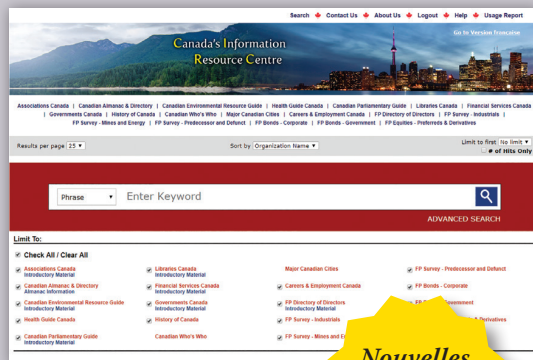 Search Contact Us About Us Logout Help Usage Report
Go to Version française
Canada's Information
Resource Centre
Associations Canada | Canadian Almanac & Directory | Canadian Environmental Resource Guide | Health Guide Canada | Canadian Parliamentary Guide | Libraries Canada | Financial Services Canada
| Governments Canada | History of Canada | Canadian Who's Who | Major Canadian Cities | Careers & Employment Canada | FP Directory of Directors | FP Survey - Industrials |
FP Survey - Mines and Energy | FP Survey - Predecessor and Defunct | FP Bonds - Corporate | FP Bonds - Government | FP Equities - Preferreds & Derivatives
Results per page 25 Sort by Organization Name Limit to first No limit
# of Hits Only
Phrase Enter Keyword
ADVANCED SEARCH
Limit To:
Check All / Clear All
Associations Canada Libraries Canada Major Canadian Cities FP Survey - Predecessor and Defunct
Introductory Material Introductory Material
Canadian Almanac & Directory Financial Services Canada Careers & Employment Canada FP Bonds - Corporate
Almanac Information Introductory Material
Canadian Environmental Resource Guide Governments Canada FP Directory of Directors
Introductory Material Introductory Material Introductory Material
Health Guide Canada History of Canada FP Survey - Industrials & Derivatives
Canadian Parliamentary Guide Canadian Who's Who FP Survey - Mines and
Introductory Material
Nouvelles